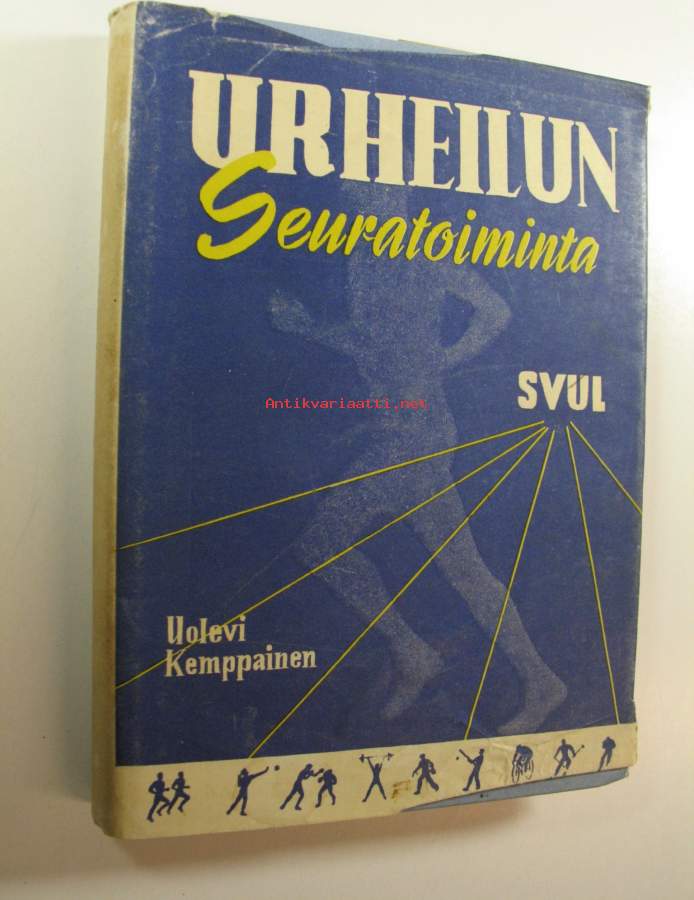 URHEILUN
Seuratoiminta
SVUL
Antikvariaatti.net
Uolevi
Kemppainen